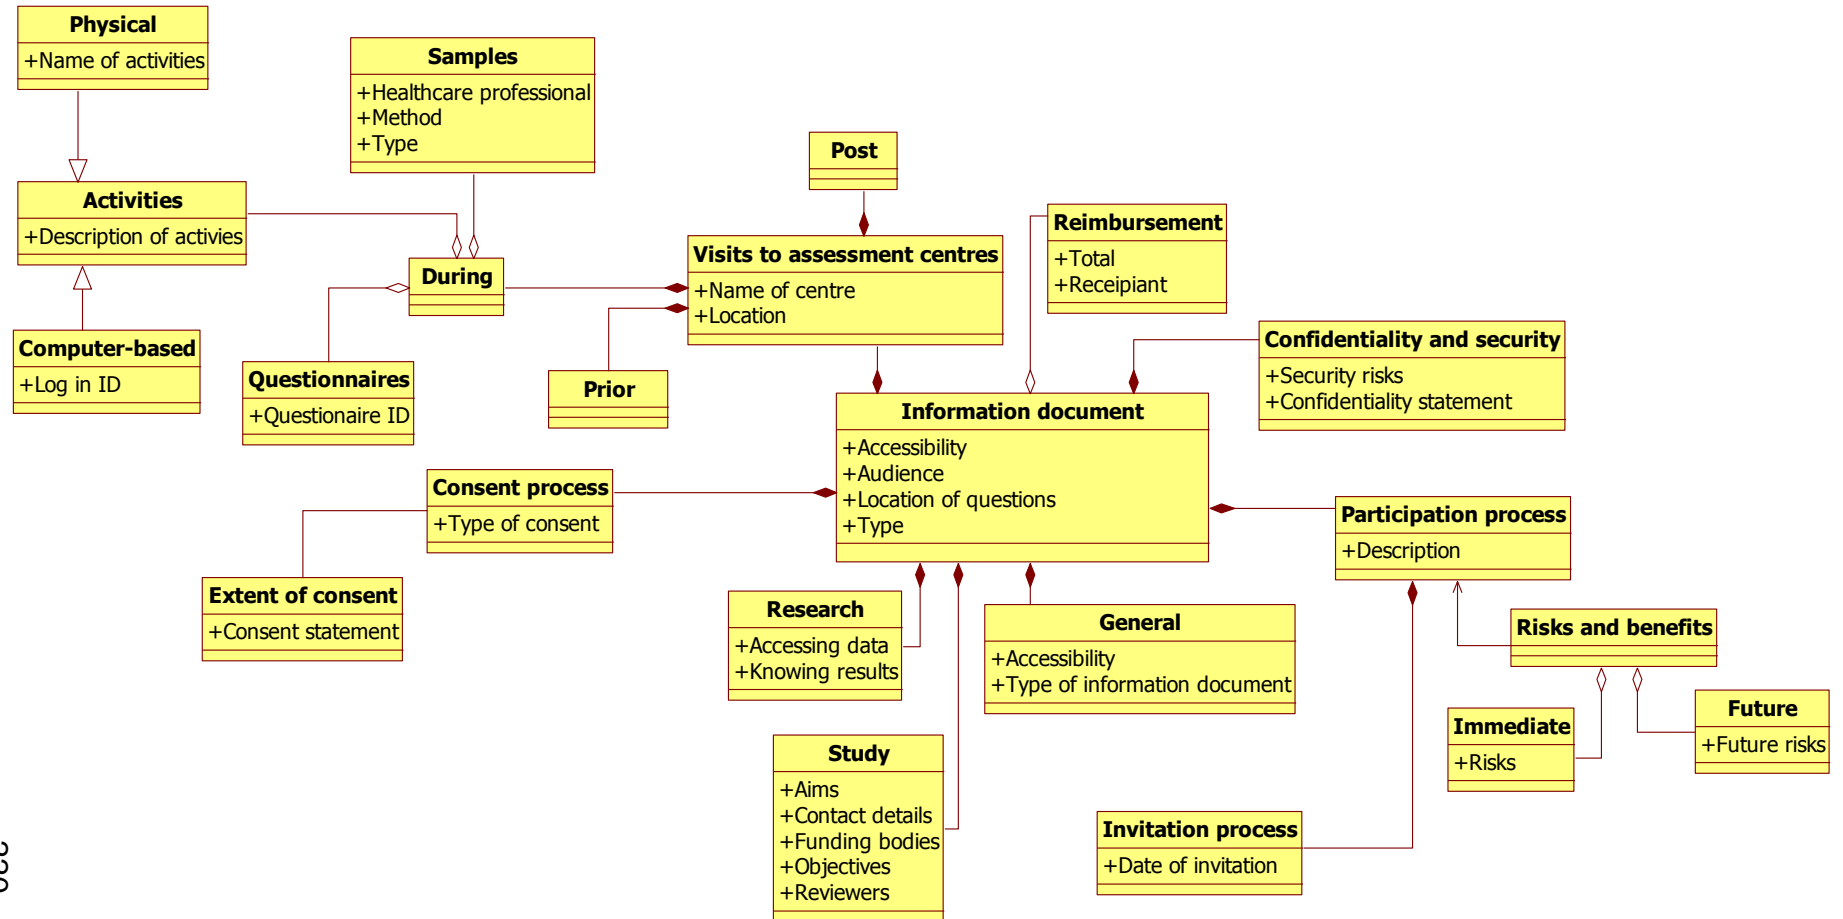 Physical
+Name of activities
Samples
+Healthcare professional
+Method
+Type
Post
Activities
+Description of activies
Reimbursement
+Total
+Receipiant
Visits to assessment centres
+Name of centre
+Location
During
Computer-based
+Log in ID
Questionnaires
+Questionaire ID
Prior
Confidentiality and security
+Security risks
+Confidentiality statement
Information document
+Accessibility
+Audience
+Location of questions
+Type
Consent process
+Type of consent
Participation process
+Description
Extent of consent
+Consent statement
Research
+Accessing data
+Knowing results
General
+Accessibility
+Type of information document
Risks and benefits
Immediate
+Risks
Future
+Future risks
Study
+Aims
+Contact details
+Funding bodies
+Objectives
+Reviewers
Invitation process
+Date of invitation